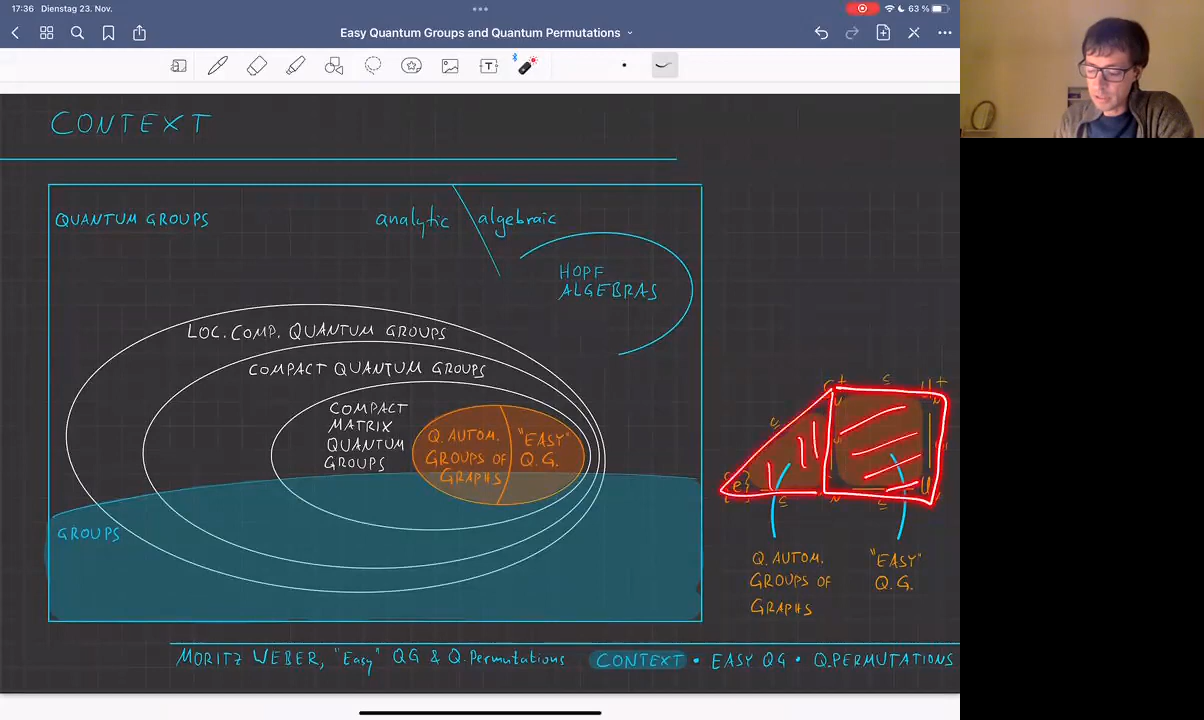 17:36 Dienstag 23. Nov.
63 %
Easy Quantum Groups and Quantum Permutations
CONTEXT
QUANTUM GROUPS
analytic
algebraic
HOPF
ALGEBRAS
LOC. COMP. QUANTUM GROUPS
COMPACT QUANTUM GROUPS
COMPACT
MATRIX
QUANTUM
GROUPS
Q. AUTOM.
GROUPS OF
GRAPHS
"EASY"
Q.G.
GROUPS
{e}
Q. AUTOM.
GROUPS OF
GRAPHS
"EASY"
Q.G.
MORITZ WEBER, "Easy" QG & Q.Permutations CONTEXT • EASY QG • Q.PERMUTATIONS